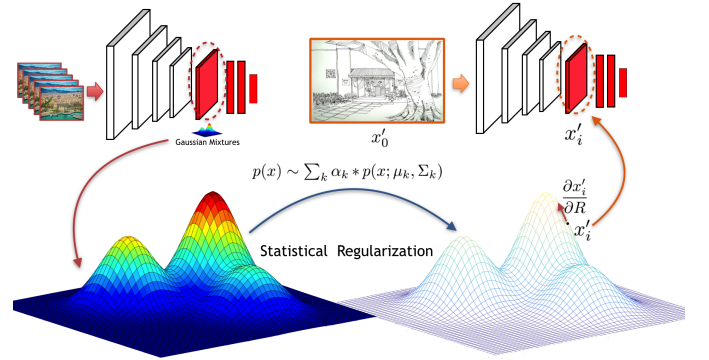 Gaussian Mixtures
x'_0
x'_i
p(x) ∼ ∑_k α_k * p(x; μ_k, Σ_k)
∂x'_i
∂R
x'_i
Statistical Regularization